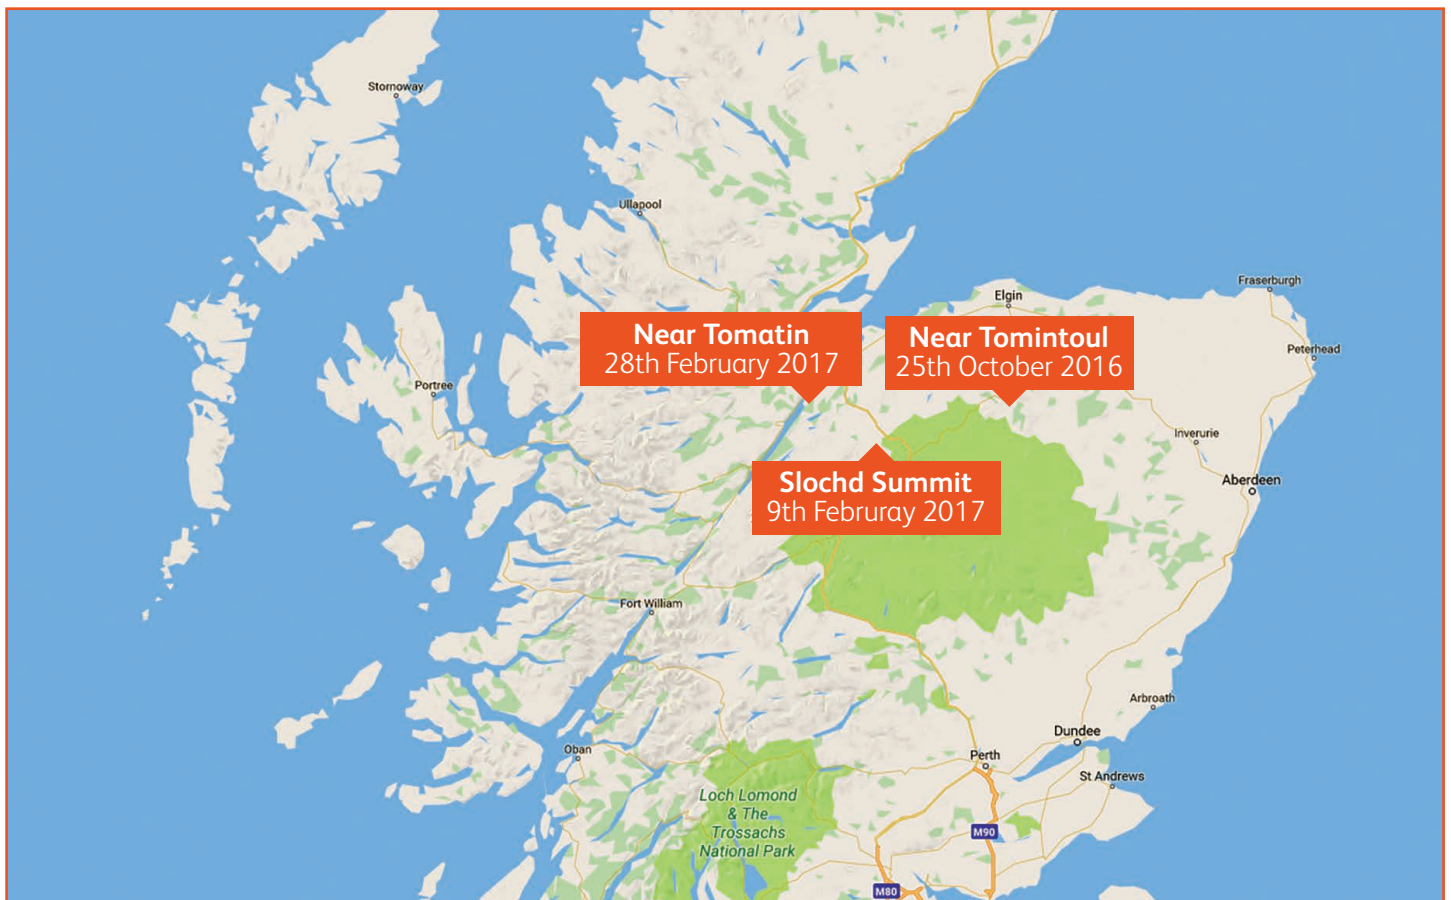 Stornoway
Ullapool
Fraserburgh
Elgin
Near Tomatin
28th February 2017
Near Tomintoul
25th October 2016
Peterhead
Portree
Inverurie
Slochd Summit
9th Februray 2017
Aberdeen
Fort William
Arbroath
Dundee
Oban
Perth
St Andrews
Loch Lomond
& The
Trossachs
National Park
M90
M80